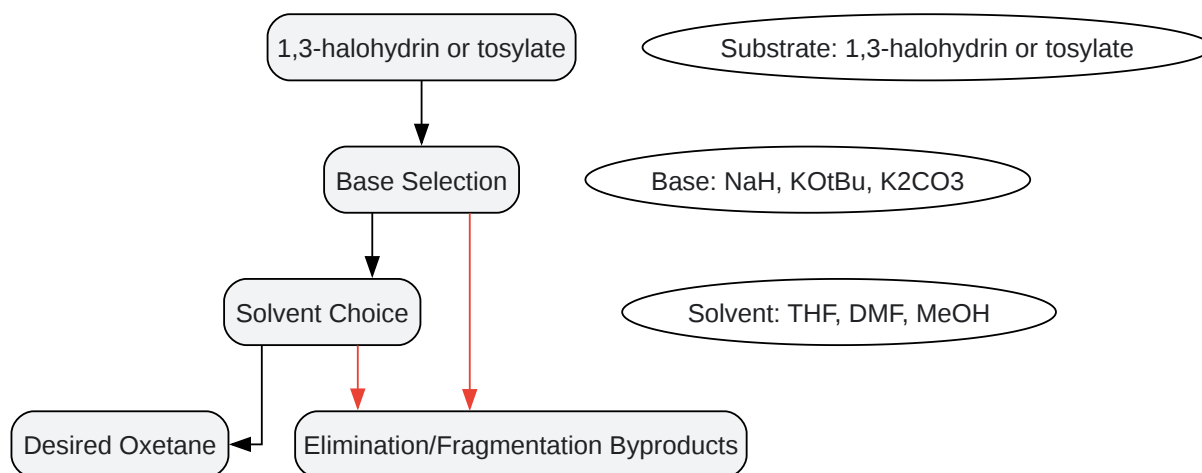 1,3-halohydrin or tosylate
Substrate: 1,3-halohydrin or tosylate
Base Selection
Base: NaH, KOtBu, K2CO3
Solvent Choice
Solvent: THF, DMF, MeOH
Desired Oxetane
Elimination/Fragmentation Byproducts